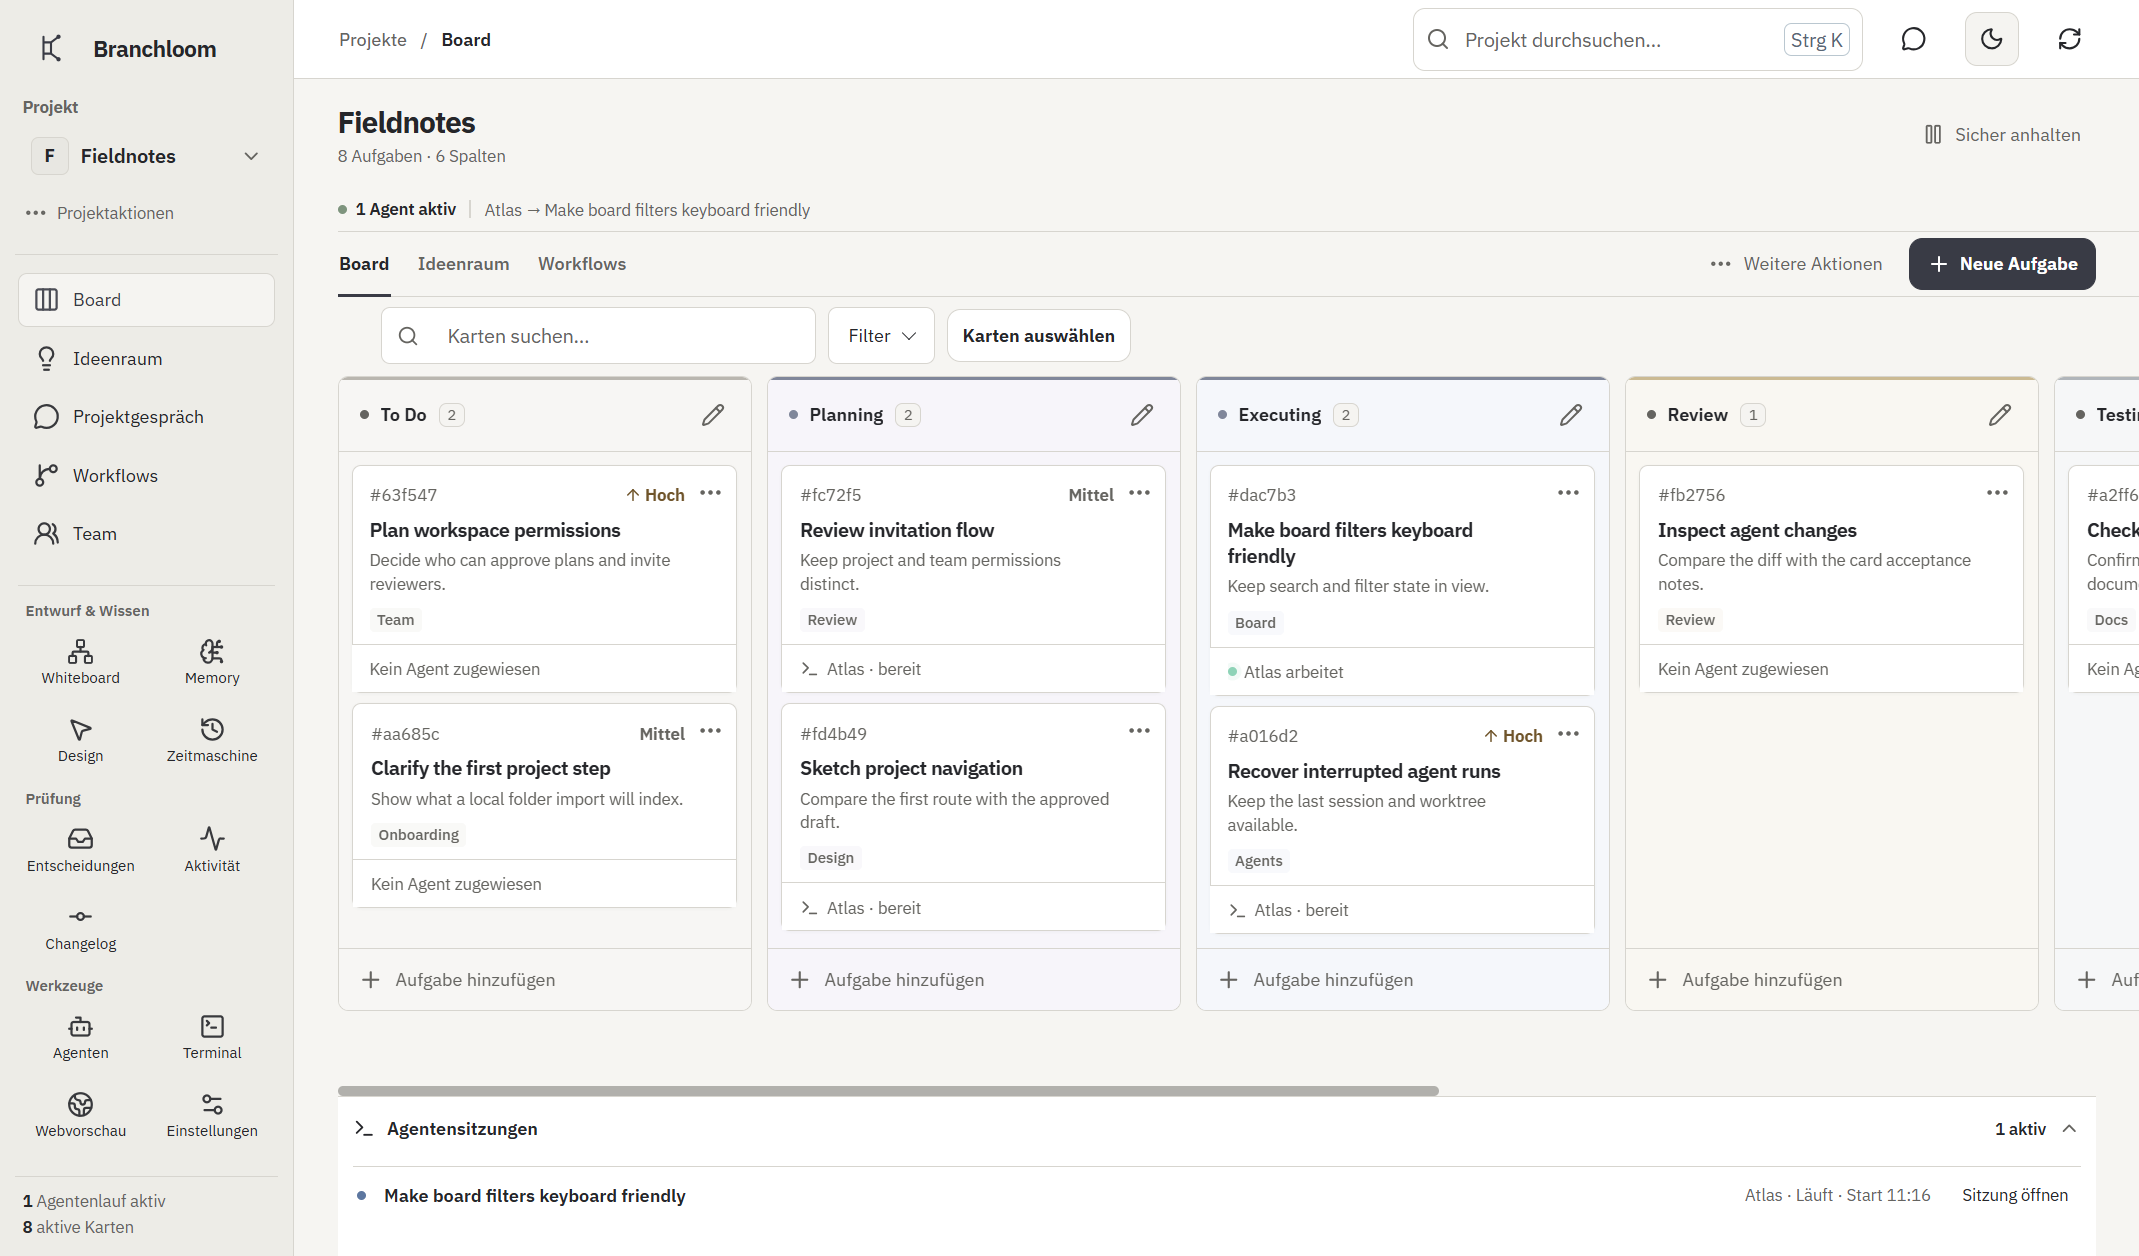 Branchloom
Projekt
F Fieldnotes
Projektaktionen
Board
Ideenraum
Projektgespräch
Workflows
Team
Entwurf & Wissen
Whiteboard Memory
Design Zeitmaschine
Prüfung
Entscheidungen Aktivität
Changelog
Werkzeuge
Agenten Terminal
Webvorschau Einstellungen
1 Agentenlauf aktiv
8 aktive Karten
Projekte / Board
Projekt durchsuchen... Strg K
Fieldnotes
8 Aufgaben · 6 Spalten
Sicher anhalten
1 Agent aktiv Atlas → Make board filters keyboard friendly
Board Ideenraum Workflows
Weitere Aktionen
Neue Aufgabe
Karten suchen...
Filter
Karten auswählen
To Do 2
#63f547 ↑ Hoch
Plan workspace permissions
Decide who can approve plans and invite
reviewers.
Team
Kein Agent zugewiesen
#aa685c Mittel
Clarify the first project step
Show what a local folder import will index.
Onboarding
Kein Agent zugewiesen
Aufgabe hinzufügen
Planning 2
#fc72f5 Mittel
Review invitation flow
Keep project and team permissions
distinct.
Review
Atlas · bereit
#fd4b49
Sketch project navigation
Compare the first route with the approved
draft.
Design
Atlas · bereit
Aufgabe hinzufügen
Executing 2
#dac7b3
Make board filters keyboard
friendly
Keep search and filter state in view.
Board
Atlas arbeitet
#a016d2 ↑ Hoch
Recover interrupted agent runs
Keep the last session and worktree
available.
Agents
Atlas · bereit
Aufgabe hinzufügen
Review 1
#fb2756
Inspect agent changes
Compare the diff with the card acceptance
notes.
Review
Kein Agent zugewiesen
Aufgabe hinzufügen
#a2ff6
Check
Docs
Kein
Agentensitzungen
1 aktiv
Make board filters keyboard friendly
Atlas · Läuft · Start 11:16 Sitzung öffnen